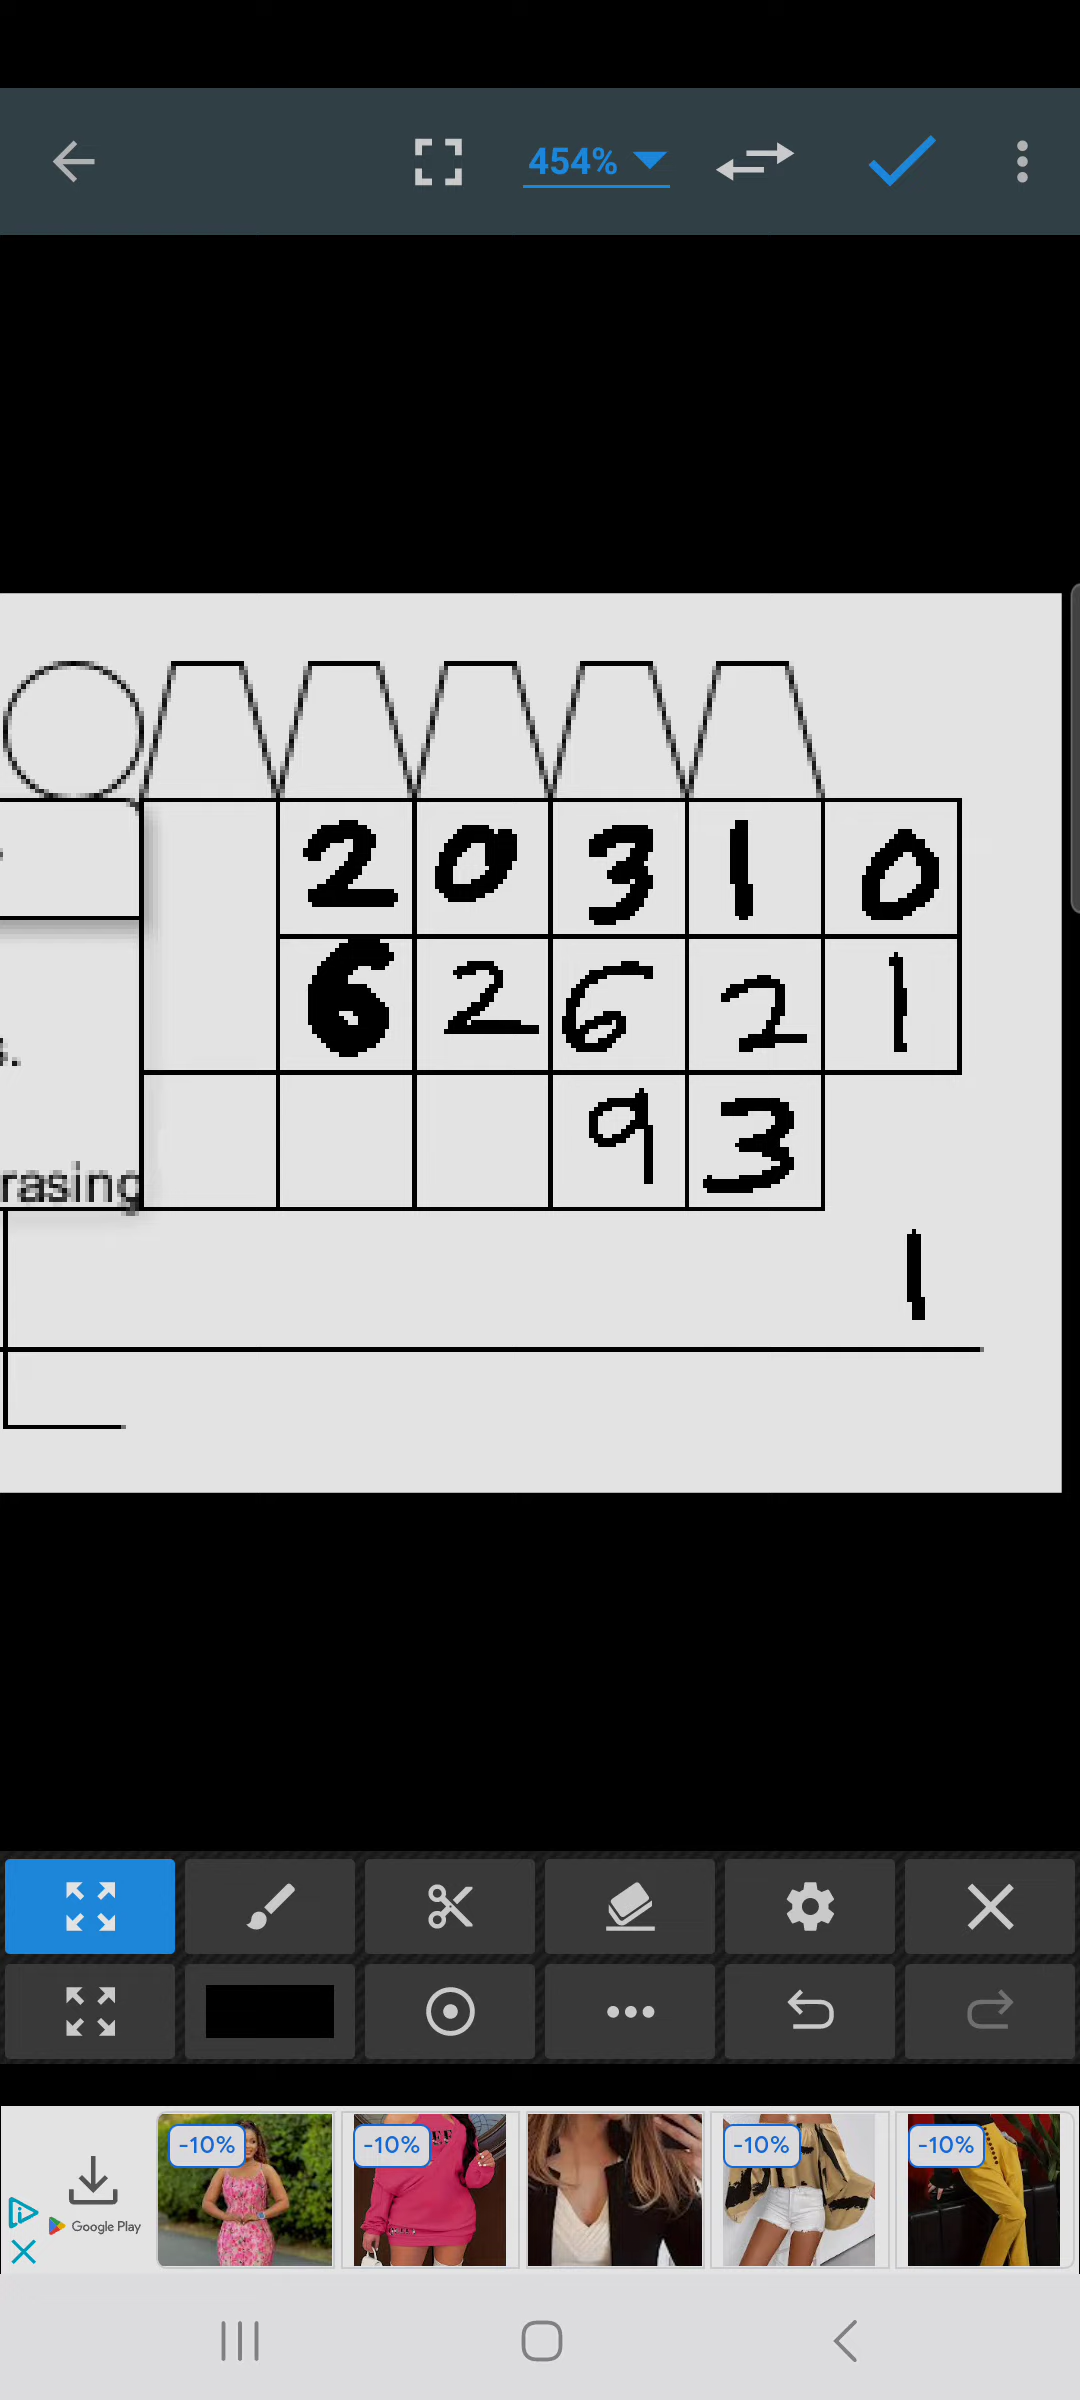 454%
2 0 3 1 0
6 2 6 2 1
s.
9 3
rasing
1
-10% -10% -10% -10%
Google Play